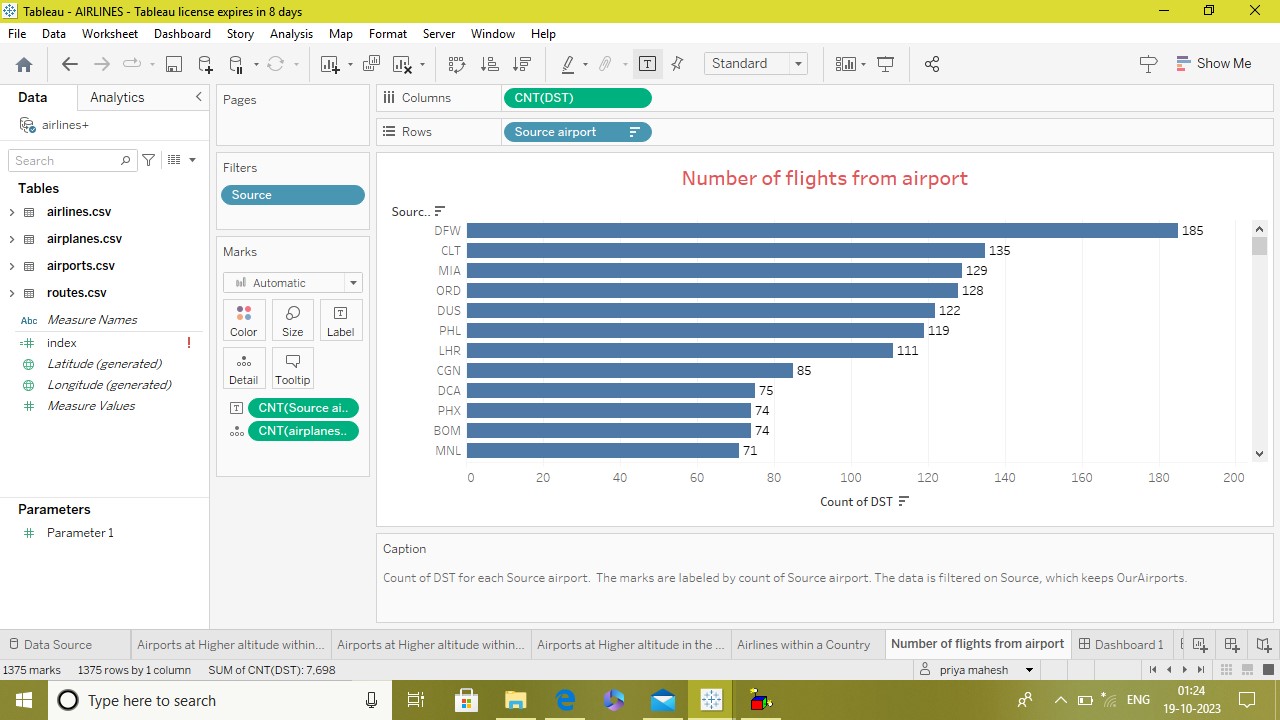 Tableau - AIRLINES - Tableau license expires in 8 days
File Data Worksheet Dashboard Story Analysis Map Format Server Window Help
Standard
Show Me
Data Analytics
airlines+
Search
Tables
airlines.csv
airplanes.csv
airports.csv
routes.csv
Abc Measure Names
index !
Latitude (generated)
Longitude (generated)
Measure Values
Parameters
Parameter 1
Pages
Filters
Source
Marks
Automatic
Color Size Label
Detail Tooltip
CNT(Source ai..
CNT(airplanes..
Columns CNT(DST)
Rows Source airport
Number of flights from airport
Sourc..
DFW 185
CLT 135
MIA 129
ORD 128
DUS 122
PHL 119
LHR 111
CGN 85
DCA 75
PHX 74
BOM 74
MNL 71
0 20 40 60 80 100 120 140 160 180 200
Count of DST
Caption
Count of DST for each Source airport. The marks are labeled by count of Source airport. The data is filtered on Source, which keeps OurAirports.
Data Source Airports at Higher altitude within... Airports at Higher altitude within... Airports at Higher altitude in the ... Airlines within a Country Number of flights from airport Dashboard 1
1375 marks 1375 rows by 1 column SUM of CNT(DST): 7,698 priya mahesh
Type here to search
ENG
01:24
19-10-2023